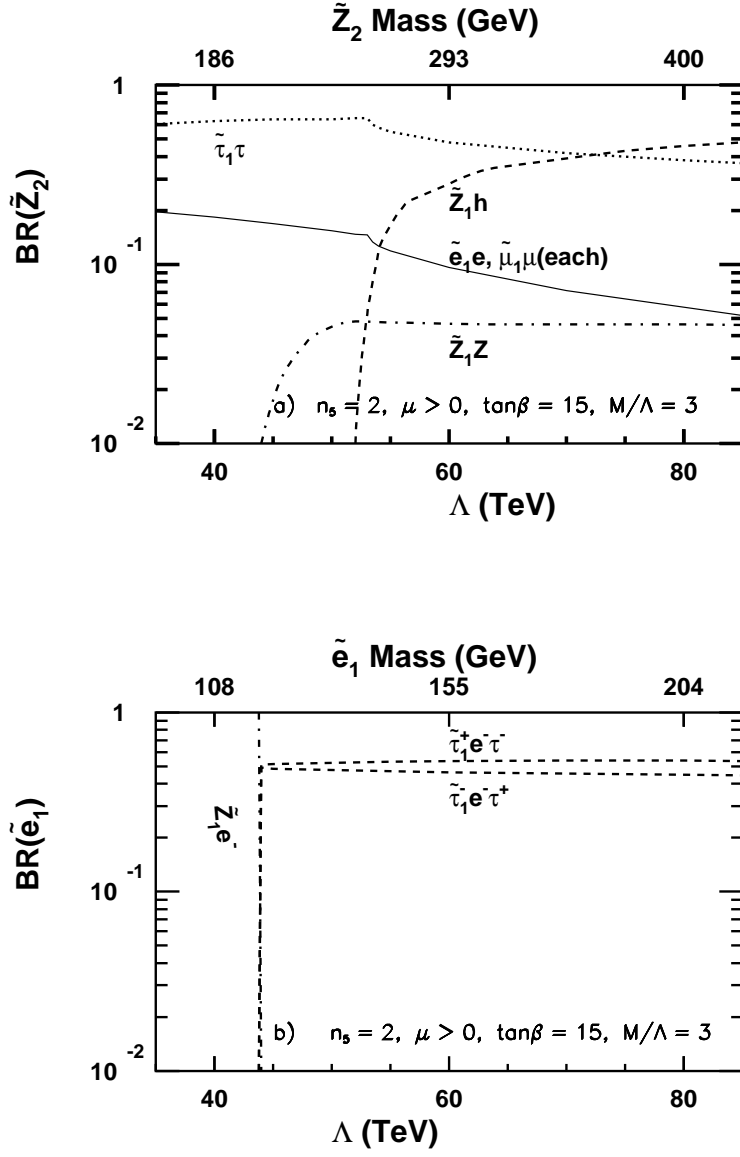 Z̃₂ Mass (GeV)
186 293 400
1
τ̃₁τ
Z̃₁h
BR(Z̃₂)
10⁻¹
ẽ₁e, μ̃₁μ(each)
Z̃₁Z
a) n₅ = 2, μ > 0, tanβ = 15, M/Λ = 3
10⁻²
40 60 80
Λ (TeV)
ẽ₁ Mass (GeV)
108 155 204
1
τ̃₁⁺e⁻τ⁻
τ̃₁⁻e⁻τ⁺
Z̃₁e⁻
BR(ẽ₁)
10⁻¹
b) n₅ = 2, μ > 0, tanβ = 15, M/Λ = 3
10⁻²
40 60 80
Λ (TeV)